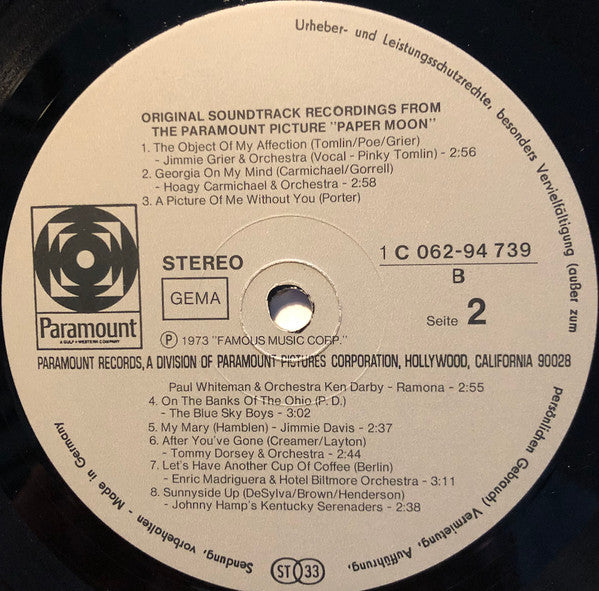 Urheber- und Leistungsschutzrechte, besonders Vervielfältigung (außer zum
persönlichen Gebrauch) Vermietung, Aufführung,
Sendung, vorbehalten - Made in Germany
ORIGINAL SOUNDTRACK RECORDINGS FROM
THE PARAMOUNT PICTURE "PAPER MOON"
1. The Object Of My Affection (Tomlin/Poe/Grier)
- Jimmie Grier & Orchestra (Vocal - Pinky Tomlin) - 2:56
2. Georgia On My Mind (Carmichael/Gorrell)
- Hoagy Carmichael & Orchestra - 2:58
3. A Picture Of Me Without You (Porter)
Paramount
A GULF + WESTERN COMPANY
STEREO
GEMA
1 C 062-94 739
B
Seite 2
Ⓟ 1973 "FAMOUS MUSIC CORP."
PARAMOUNT RECORDS, A DIVISION OF PARAMOUNT PICTURES CORPORATION, HOLLYWOOD, CALIFORNIA 90028
Paul Whiteman & Orchestra Ken Darby - Ramona - 2:55
4. On The Banks Of The Ohio (P. D.)
- The Blue Sky Boys - 3:02
5. My Mary (Hamblen) - Jimmie Davis - 2:37
6. After You've Gone (Creamer/Layton)
- Tommy Dorsey & Orchestra - 2:44
7. Let's Have Another Cup Of Coffee (Berlin)
- Enric Madriguera & Hotel Biltmore Orchestra - 3:11
8. Sunnyside Up (DeSylva/Brown/Henderson)
- Johnny Hamp's Kentucky Serenaders - 2:38
ST 33